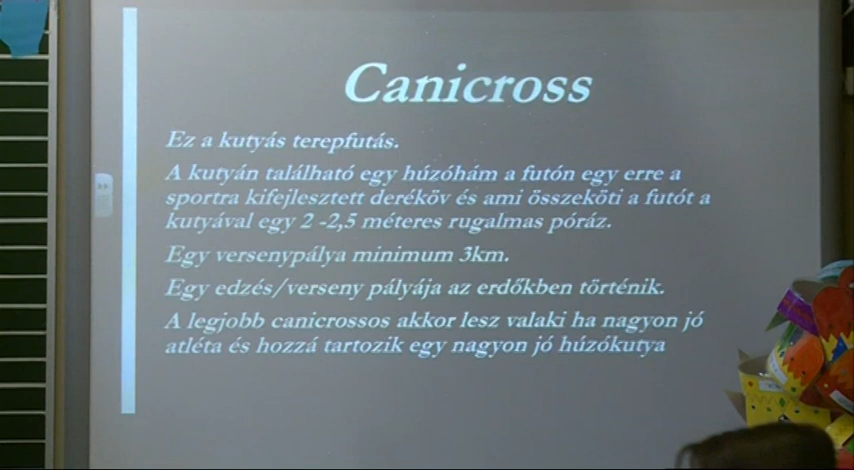 Canicross
Ez a kutyás terepfutás.
A kutyán található egy húzóhám a futón egy erre a
sportra kifejlesztett deréköv és ami összeköti a futót a
kutyával egy 2 -2,5 méteres rugalmas póráz.
Egy versenypálya minimum 3km.
Egy edzés/verseny pályája az erdőkben történik.
A legjobb canicrossos akkor lesz valaki ha nagyon jó
atléta és hozzá tartozik egy nagyon jó húzókutya